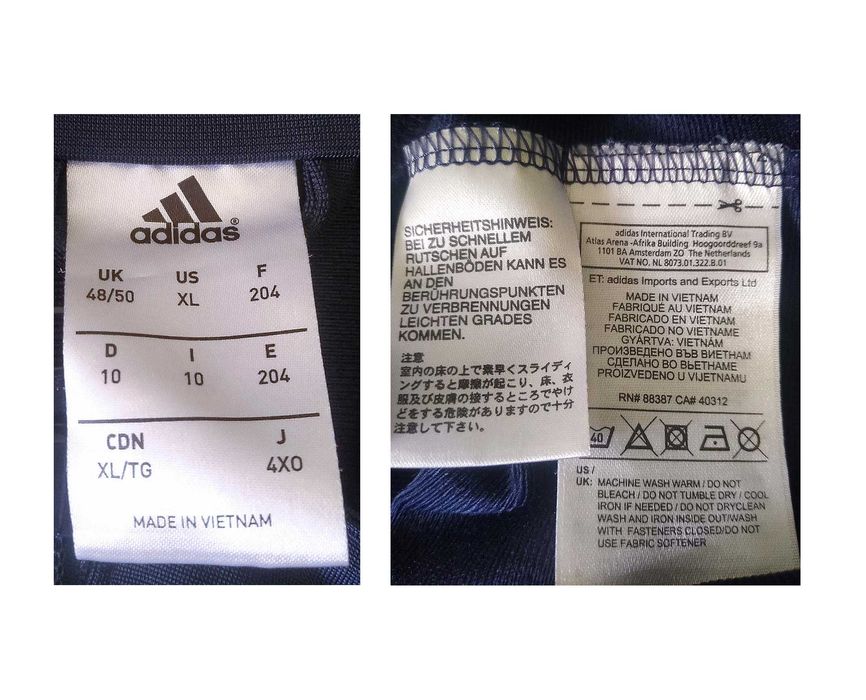 adidas®
UK US F
48/50 XL 204
D I E
10 10 204
CDN J
XL/TG 4XO
MADE IN VIETNAM
SICHERHEITSHINWEIS:
BEI ZU SCHNELLEM
RUTSCHEN AUF
HALLENBÖDEN KANN ES
AN DEN
BERÜHRUNGSPUNKTEN
ZU VERBRENNUNGEN
LEICHTEN GRADES
KOMMEN.
注意
室内の床の上で素早くスライディ
ングすると摩擦が起こり、床、衣
服及び皮膚の接するところでやけ
どをする危険がありますので十分
注意して下さい。
adidas International Trading BV
Atlas Arena -Afrika Building Hoogoorddreef 9a
1101 BA Amsterdam ZO The Netherlands
VAT NO. NL 8073.01.322.B.01
ET: adidas Imports and Exports Ltd
MADE IN VIETNAM
FABRIQUÉ AU VIETNAM
FABRICADO EN VIETNAM
FABRICADO NO VIETNAME
GYÁRTVA: VIETNÁM
ПРОИЗВЕДЕНО ВЪВ ВИЕТНАМ
СДЕЛАНО ВО ВЬЕТНАМЕ
PROIZVEDENO U VIJETNAMU
RN# 88387 CA# 40312
40
US /
UK: MACHINE WASH WARM / DO NOT
BLEACH / DO NOT TUMBLE DRY / COOL
IRON IF NEEDED / DO NOT DRYCLEAN
WASH AND IRON INSIDE OUT/WASH
WITH FASTENERS CLOSED/DO NOT
USE FABRIC SOFTENER